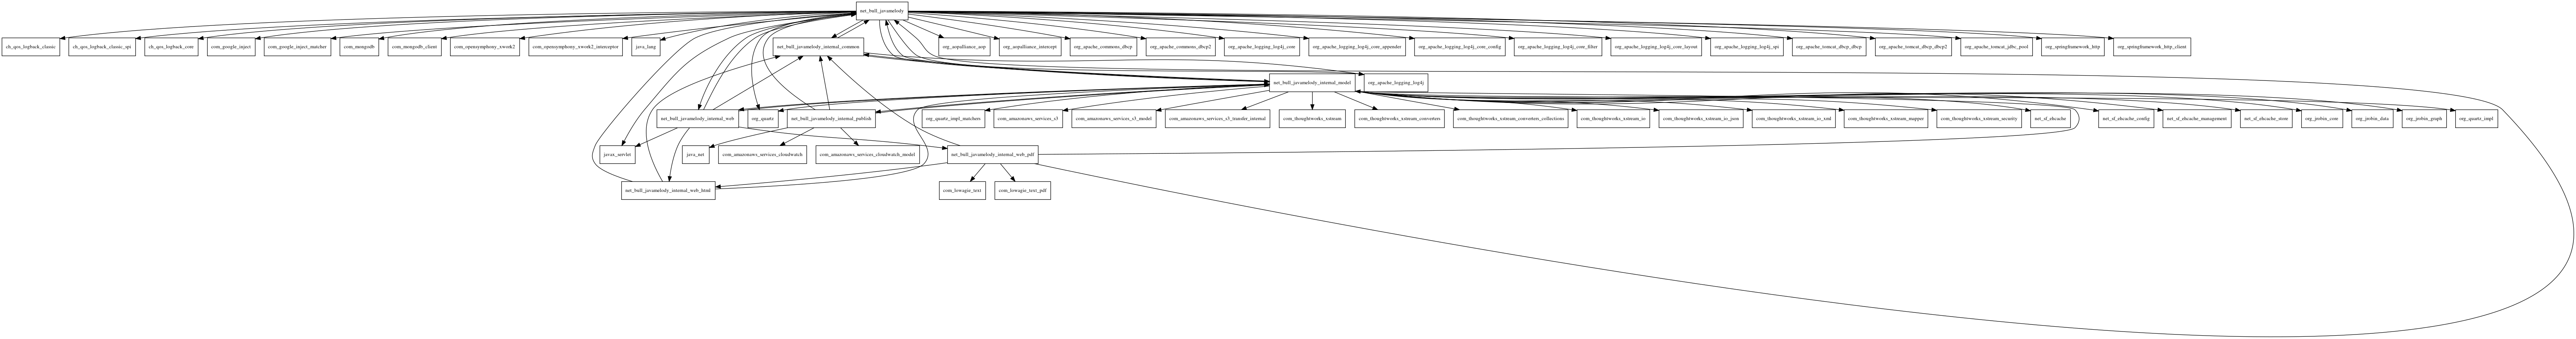 net_bull_javamelody
ch_qos_logback_classic
ch_qos_logback_classic_spi
ch_qos_logback_core
com_google_inject
com_google_inject_matcher
com_mongodb
com_mongodb_client
com_opensymphony_xwork2
com_opensymphony_xwork2_interceptor
java_lang
net_bull_javamelody_internal_common
org_aopalliance_aop
org_aopalliance_intercept
org_apache_commons_dbcp
org_apache_commons_dbcp2
org_apache_logging_log4j_core
org_apache_logging_log4j_core_appender
org_apache_logging_log4j_core_config
org_apache_logging_log4j_core_filter
org_apache_logging_log4j_core_layout
org_apache_logging_log4j_spi
org_apache_tomcat_dbcp_dbcp
org_apache_tomcat_dbcp_dbcp2
org_apache_tomcat_jdbc_pool
org_springframework_http
org_springframework_http_client
net_bull_javamelody_internal_model
org_apache_logging_log4j
net_bull_javamelody_internal_web
org_quartz
net_bull_javamelody_internal_publish
org_quartz_impl_matchers
com_amazonaws_services_s3
com_amazonaws_services_s3_model
com_amazonaws_services_s3_transfer_internal
com_thoughtworks_xstream
com_thoughtworks_xstream_converters
com_thoughtworks_xstream_converters_collections
com_thoughtworks_xstream_io
com_thoughtworks_xstream_io_json
com_thoughtworks_xstream_io_xml
com_thoughtworks_xstream_mapper
com_thoughtworks_xstream_security
net_sf_ehcache
net_sf_ehcache_config
net_sf_ehcache_management
net_sf_ehcache_store
org_jrobin_core
org_jrobin_data
org_jrobin_graph
org_quartz_impl
javax_servlet
java_net
com_amazonaws_services_cloudwatch
com_amazonaws_services_cloudwatch_model
net_bull_javamelody_internal_web_pdf
net_bull_javamelody_internal_web_html
com_lowagie_text
com_lowagie_text_pdf